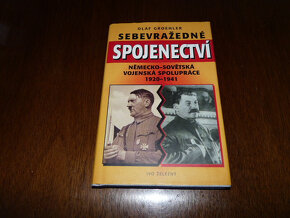 OLAF GROEHLER
SEBEVRAŽEDNÉ
SPOJENECTVÍ
NĚMECKO-SOVĚTSKÁ
VOJENSKÁ SPOLUPRÁCE
1920-1941
IVO ŽELEZNÝ